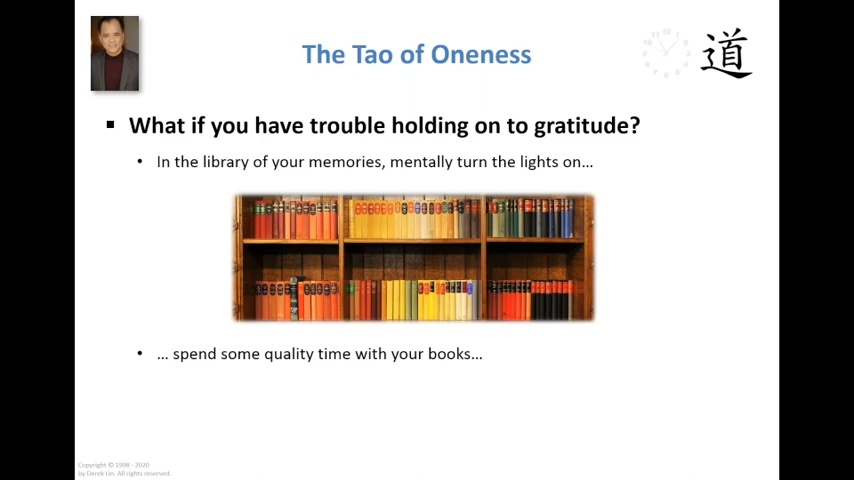 The Tao of Oneness
道
What if you have trouble holding on to gratitude?
In the library of your memories, mentally turn the lights on…
… spend some quality time with your books…
Copyright © 1998 - 2020
by Derek Lin. All rights reserved.